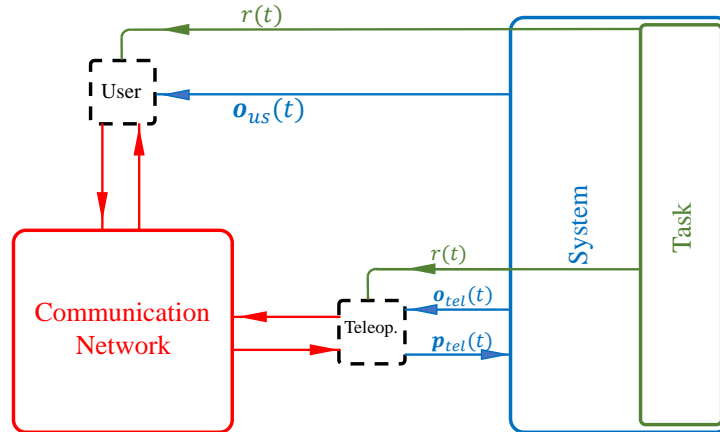 r(t)
User
o_us(t)
System
Task
r(t)
Communication
Network
Teleop.
o_tel(t)
p_tel(t)